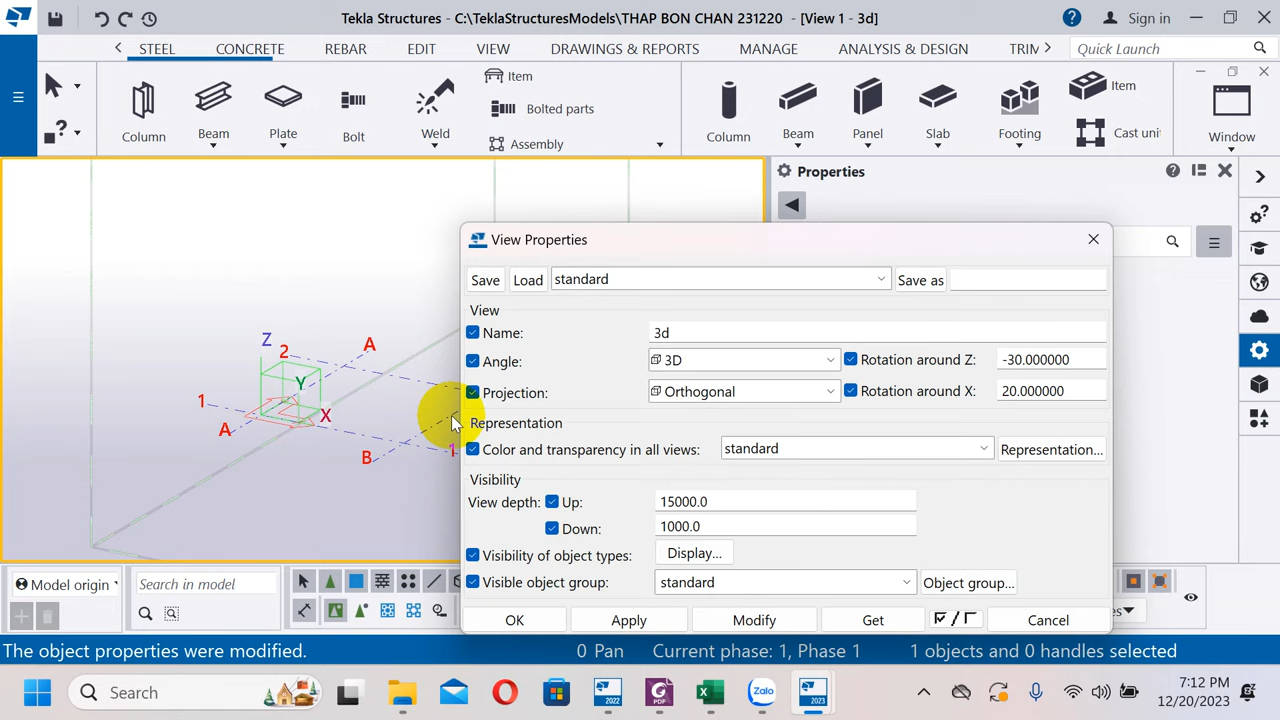 Tekla Structures - C:\TeklaStructuresModels\THAP BON CHAN 231220 - [View 1 - 3d]
Sign in
STEEL CONCRETE REBAR EDIT VIEW DRAWINGS & REPORTS MANAGE ANALYSIS & DESIGN TRIM
Quick Launch
Item
Bolted parts
Assembly
Item
Cast unit
Column Beam Plate Bolt Weld Column Beam Panel Slab Footing Window
Properties
View Properties
Save Load standard Save as
View
Name: 3d
Angle: 3D Rotation around Z: -30.000000
Projection: Orthogonal Rotation around X: 20.000000
Representation
Color and transparency in all views: standard Representation...
Visibility
View depth: Up: 15000.0
Down: 1000.0
Visibility of object types: Display...
Visible object group: standard Object group...
OK Apply Modify Get Cancel
Z 2 A
Y
1 X
A
B 1
Model origin Search in model
The object properties were modified. 0 Pan Current phase: 1, Phase 1 1 objects and 0 handles selected
Search
2022
PDF
Zalo
2023
7:12 PM
12/20/2023